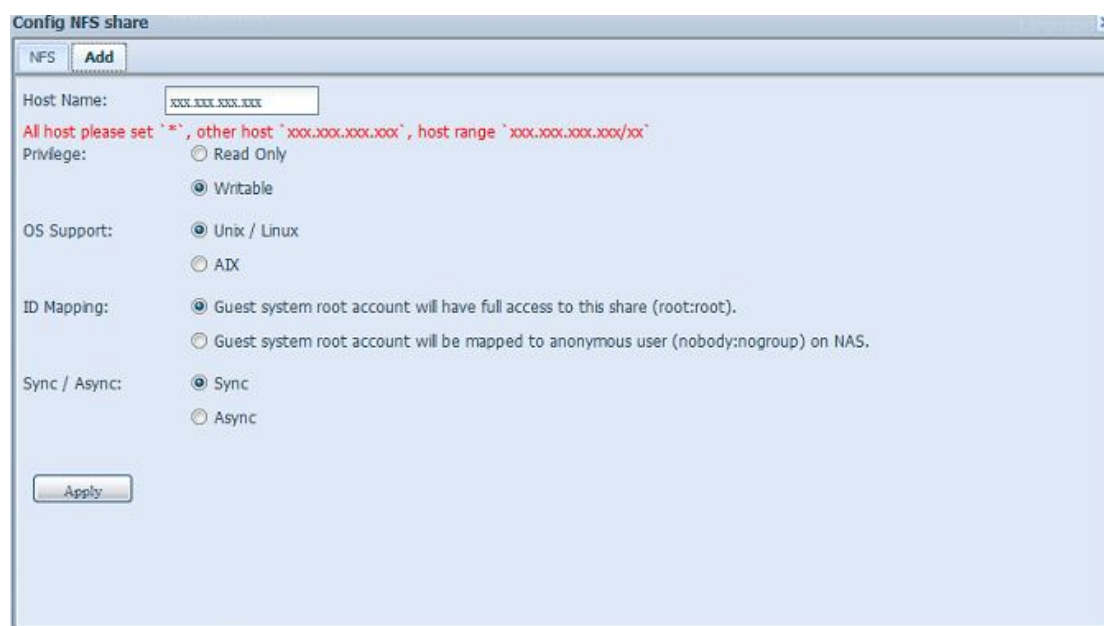 Config NFS share
NFS Add
Host Name: xxx.xxx.xxx.xxx
All host please set `*`, other host `xxx.xxx.xxx.xxx`, host range `xxx.xxx.xxx.xxx/xx`
Privilege: Read Only
Writable
OS Support: Unix / Linux
AIX
ID Mapping: Guest system root account will have full access to this share (root:root).
Guest system root account will be mapped to anonymous user (nobody:nogroup) on NAS.
Sync / Async: Sync
Async
Apply